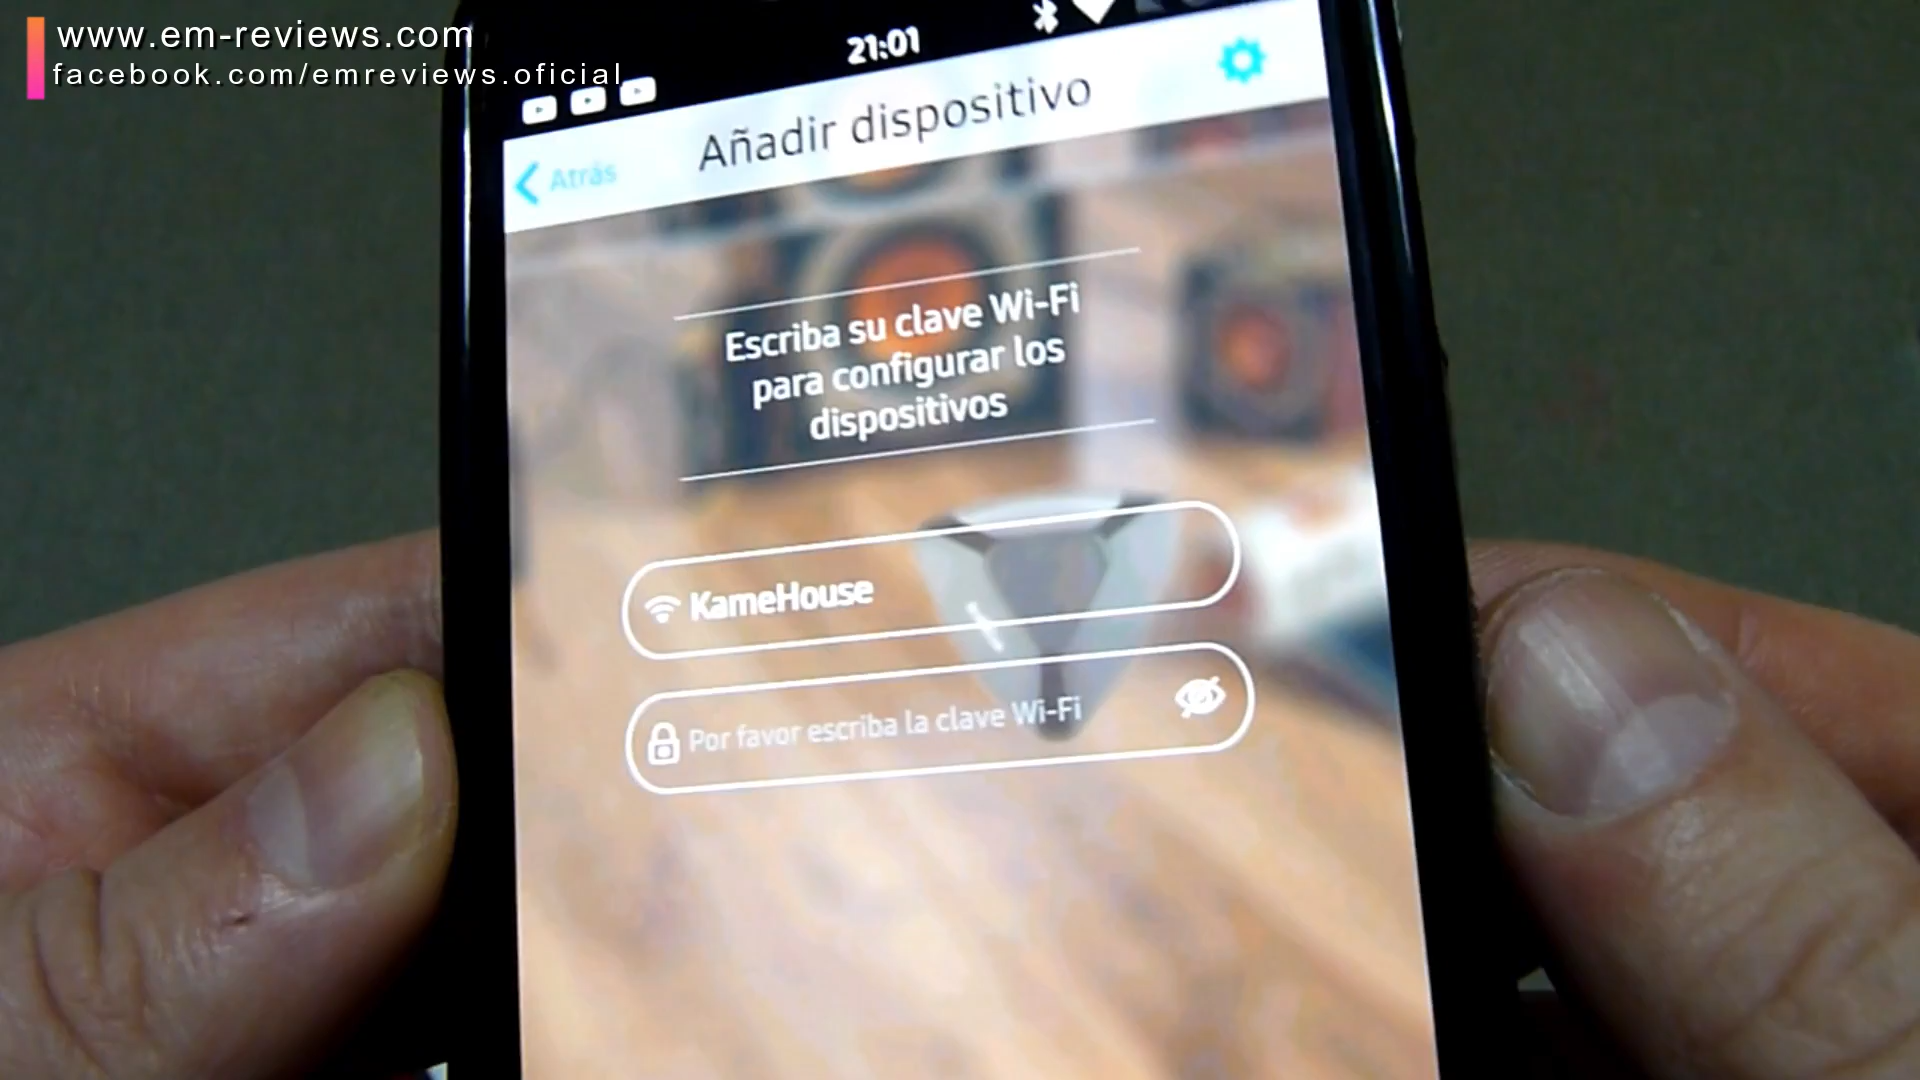 www.em-reviews.com
facebook.com/emreviews.oficial
21:01
Atrás
Añadir dispositivo
Escriba su clave Wi-Fi
para configurar los
dispositivos
KameHouse
Por favor escriba la clave Wi-Fi